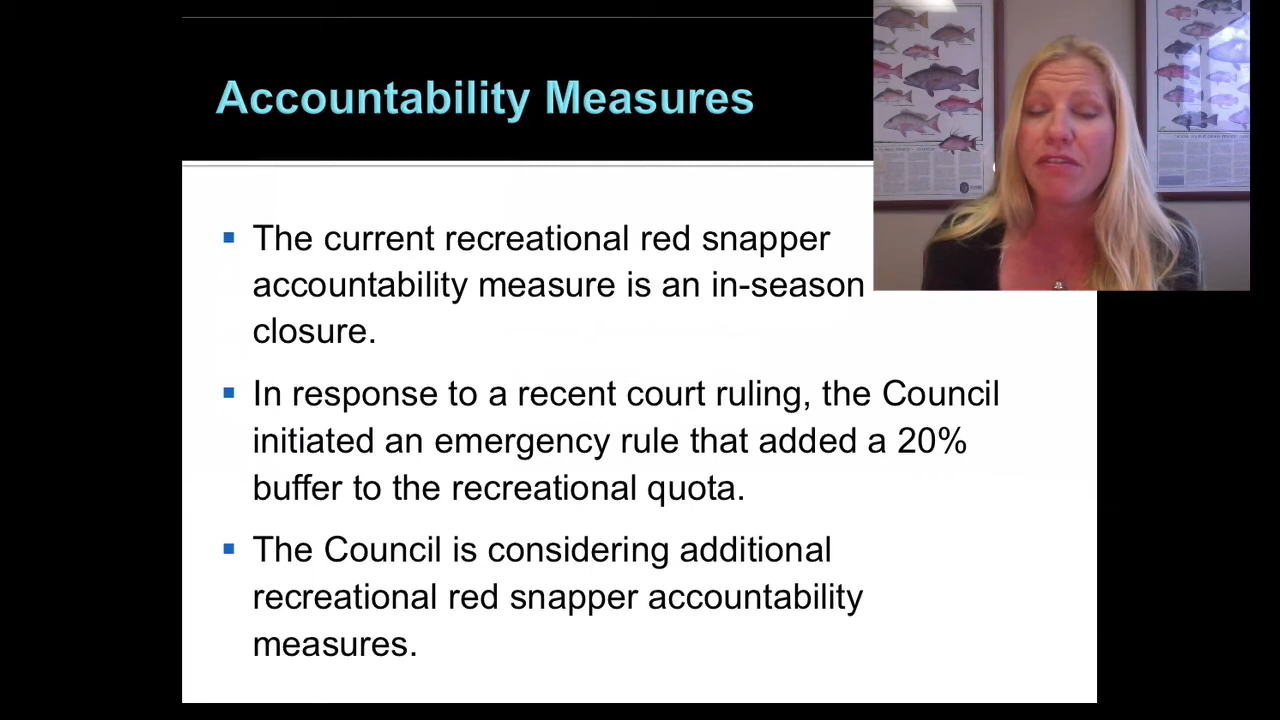 Accountability Measures
The current recreational red snapper
accountability measure is an in-season
closure.
In response to a recent court ruling, the Council
initiated an emergency rule that added a 20%
buffer to the recreational quota.
The Council is considering additional
recreational red snapper accountability
measures.